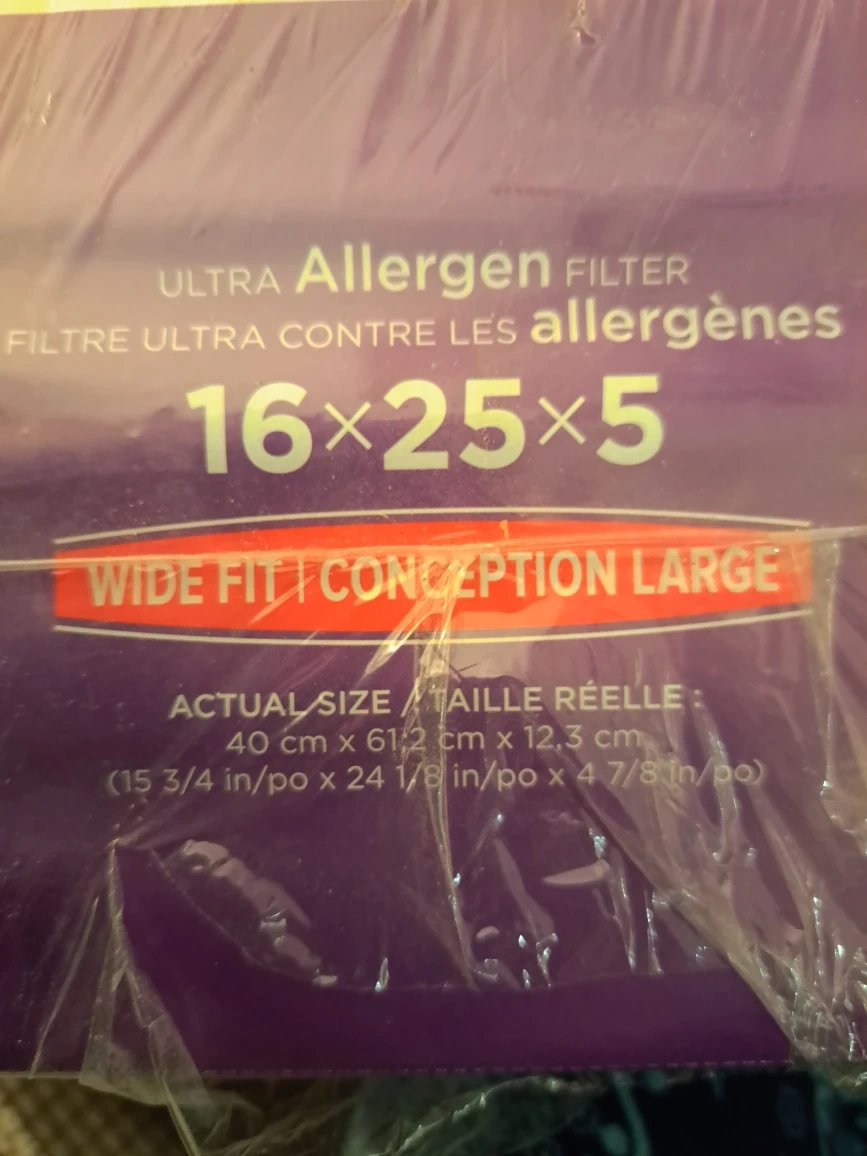 ULTRA Allergen FILTER
FILTRE ULTRA CONTRE LES allergènes
16×25×5
WIDE FIT | CONCEPTION LARGE
ACTUAL SIZE / TAILLE RÉELLE :
40 cm x 61,2 cm x 12,3 cm
(15 3/4 in/po x 24 1/8 in/po x 4 7/8 in/po)